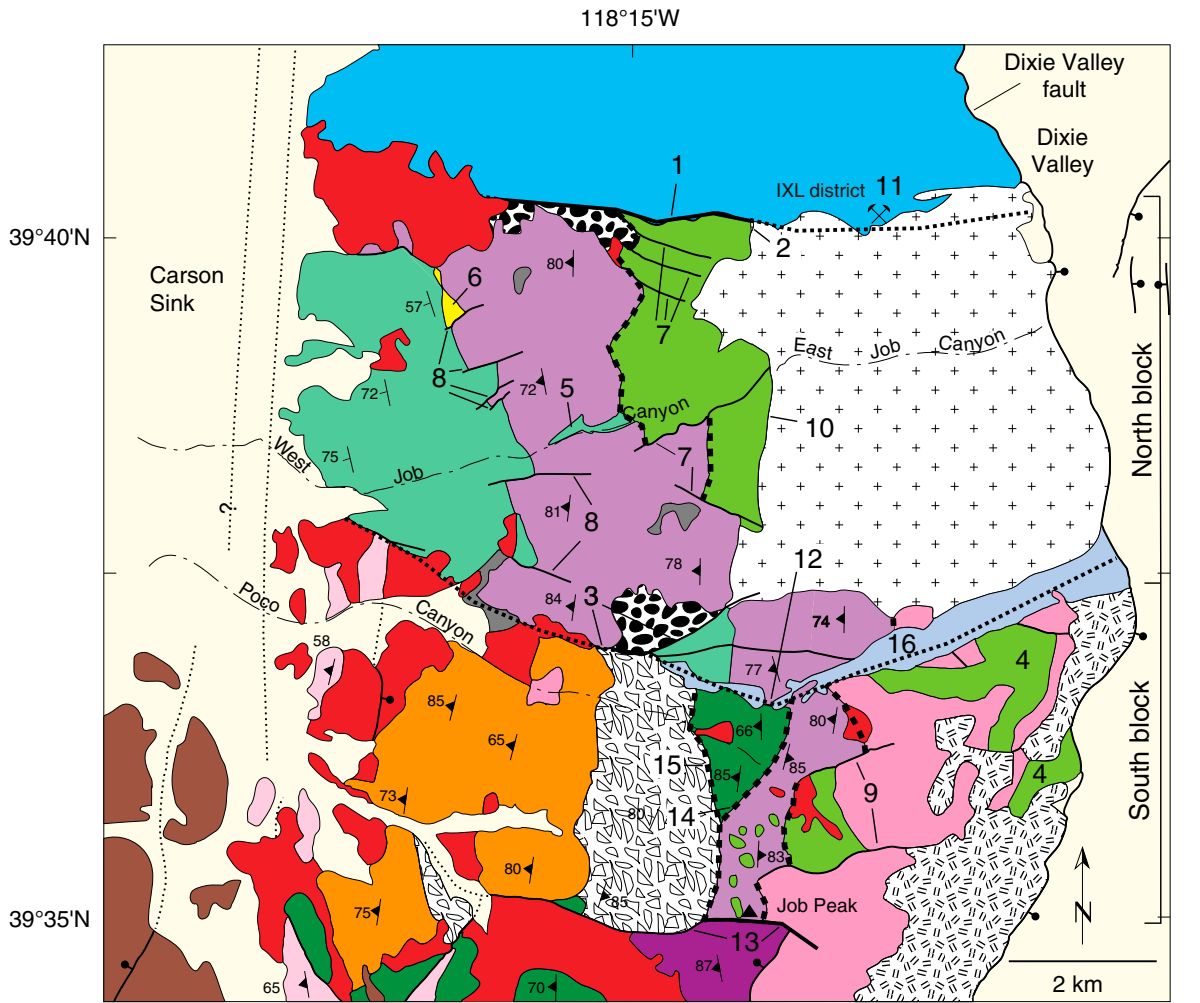 118°15'W
Dixie Valley
fault
Dixie
Valley
1
IXL district
11
39°40'N
2
Carson
Sink
80
6
57
7
East Job Canyon
8
72
72
5
Canyon
10
North block
West
Job
75
7
?
81
8
78
12
Poco
Canyon
84
3
74
16
58
77
4
85
65
66
80
15
85
85
9
4
South block
73
80
14
83
80
85
75
Job Peak
39°35'N
13
N
65
70
87
2 km